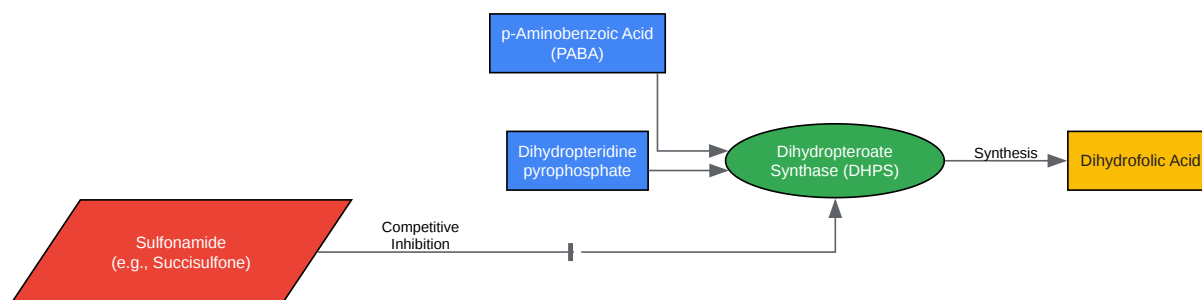 p-Aminobenzoic Acid
(PABA)
Dihydropteridine
pyrophosphate
Dihydropteroate
Synthase (DHPS)
Synthesis
Dihydrofolic Acid
Sulfonamide
(e.g., Succisulfone)
Competitive
Inhibition